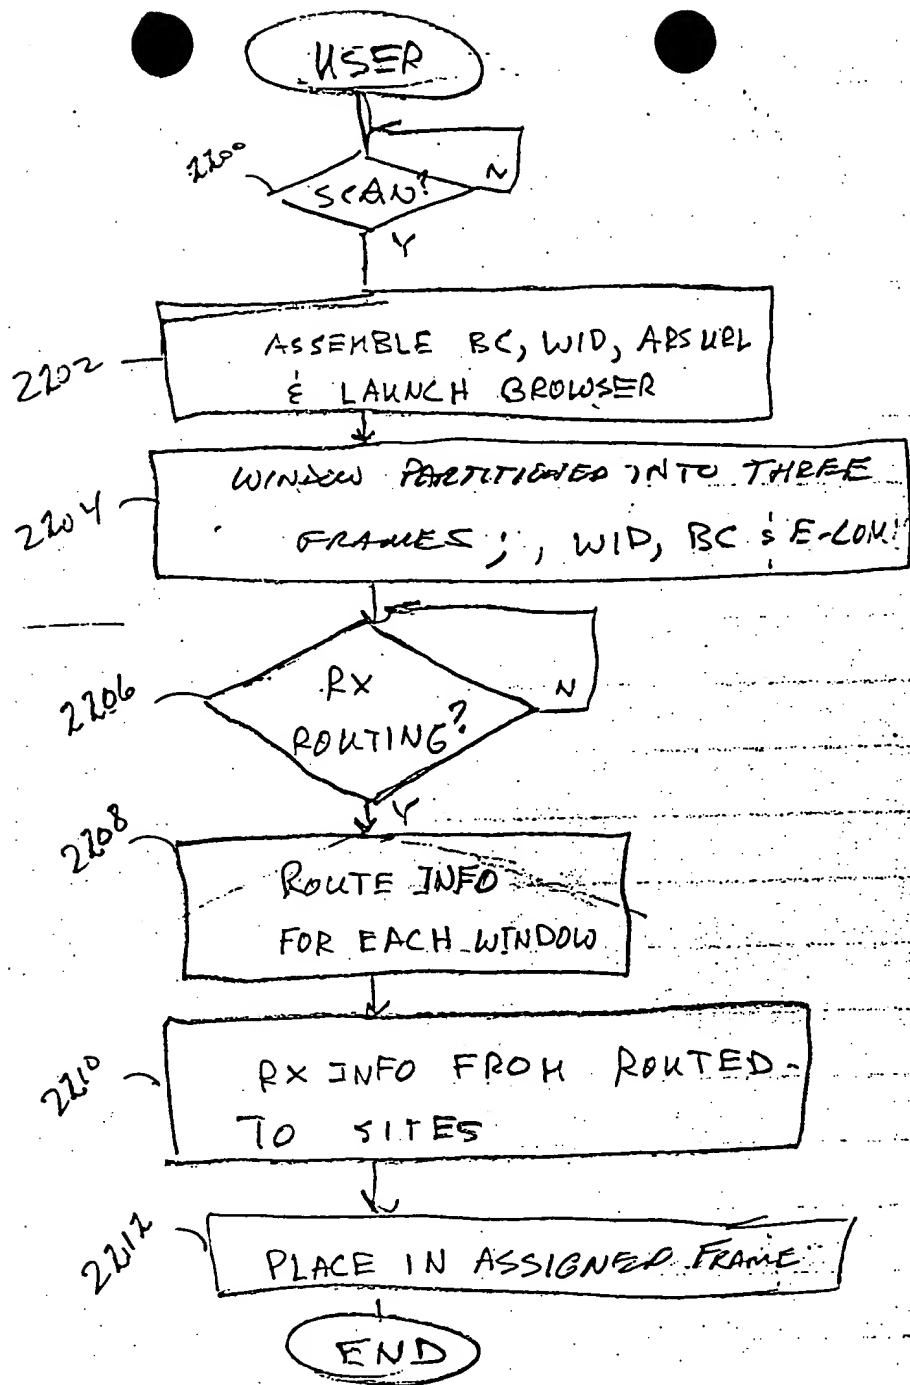 USER
2200
SCAN?
N
Y
2202
ASSEMBLE BC, WID, ARS URL
& LAUNCH BROWSER
2204
WINDOW PARTITIONED INTO THREE
FRAMES ; , WID, BC & E-COM.
2206
RX
ROUTING?
N
Y
2208
ROUTE INFO
FOR EACH WINDOW
2210
RX INFO FROM ROUTED-
TO SITES
2212
PLACE IN ASSIGNED FRAME
END